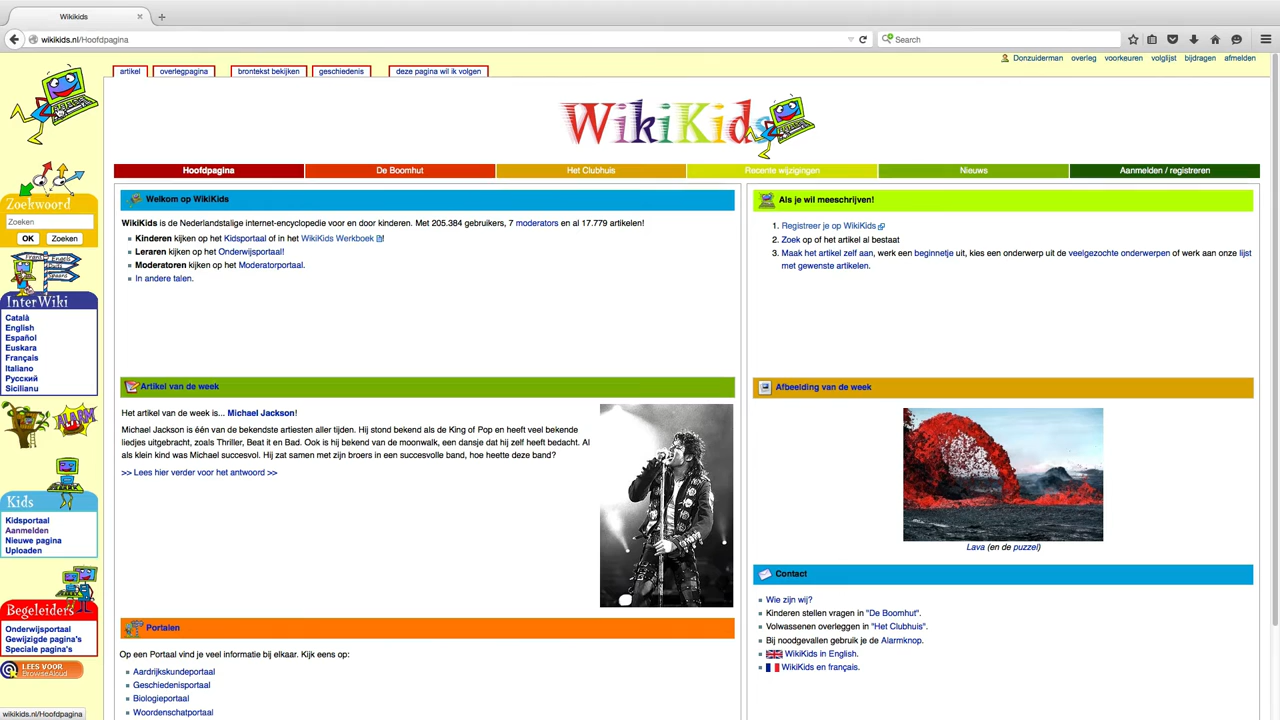 Wikikids
wikikids.nl/Hoofdpagina
Search
Donzuiderman overleg voorkeuren volglijst bijdragen afmelden
artikel overlegpagina brontekst bekijken geschiedenis deze pagina wil ik volgen
WikiKids
Hoofdpagina De Boomhut Het Clubhuis Recente wijzigingen Nieuws Aanmelden / registreren
Zoekwoord
Zoeken
OK Zoeken
InterWiki
Català
English
Español
Euskara
Français
Italiano
Русский
Sicilianu
ALARM
Kids
Kidsportaal
Aanmelden
Nieuwe pagina
Uploaden
Begeleiders
Onderwijsportaal
Gewijzigde pagina's
Speciale pagina's
LEES VOOR
BROWSEALOUD
wikikids.nl/Hoofdpagina
Welkom op WikiKids
WikiKids is de Nederlandstalige internet-encyclopedie voor en door kinderen. Met 205.384 gebruikers, 7 moderators en al 17.779 artikelen!
Kinderen kijken op het Kidsportaal of in het WikiKids Werkboek !
Leraren kijken op het Onderwijsportaal!
Moderatoren kijken op het Moderatorportal.
In andere talen.
Als je wil meeschrijven!
1. Registreer je op WikiKids
2. Zoek op of het artikel al bestaat
3. Maak het artikel zelf aan, werk een beginnetje uit, kies een onderwerp uit de veelgezochte onderwerpen of werk aan onze lijst
met gewenste artikelen.
Artikel van de week
Het artikel van de week is... Michael Jackson!
Michael Jackson is één van de bekendste artiesten aller tijden. Hij stond bekend als de King of Pop en heeft veel bekende
liedjes uitgebracht, zoals Thriller, Beat it en Bad. Ook is hij bekend van de moonwalk, een dansje dat hij zelf heeft bedacht. Al
als klein kind was Michael succesvol. Hij zat samen met zijn broers in een succesvolle band, hoe heette deze band?
>> Lees hier verder voor het antwoord >>
Afbeelding van de week
Lava (en de puzzel)
Contact
Wie zijn wij?
Kinderen stellen vragen in "De Boomhut".
Volwassenen overleggen in "Het Clubhuis".
Bij noodgevallen gebruik je de Alarmknop.
WikiKids in English.
WikiKids en français.
Portalen
Op een Portaal vind je veel informatie bij elkaar. Kijk eens op:
Aardrijkskundeportaal
Geschiedenisportaal
Biologieportaal
Woordenschatportaal